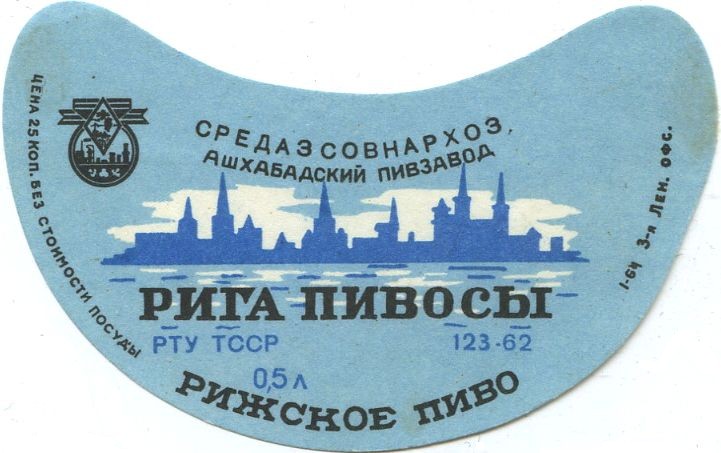 СРЕДАЗСОВНАРХОЗ
АШХАБАДСКИЙ ПИВЗАВОД
РИГА ПИВОСЫ
РТУ ТССР 123-62
0,5 л
РИЖСКОЕ ПИВО
ЦЕНА 25 КОП. БЕЗ СТОИМОСТИ ПОСУДЫ
1-64 3-я Лен. офс.